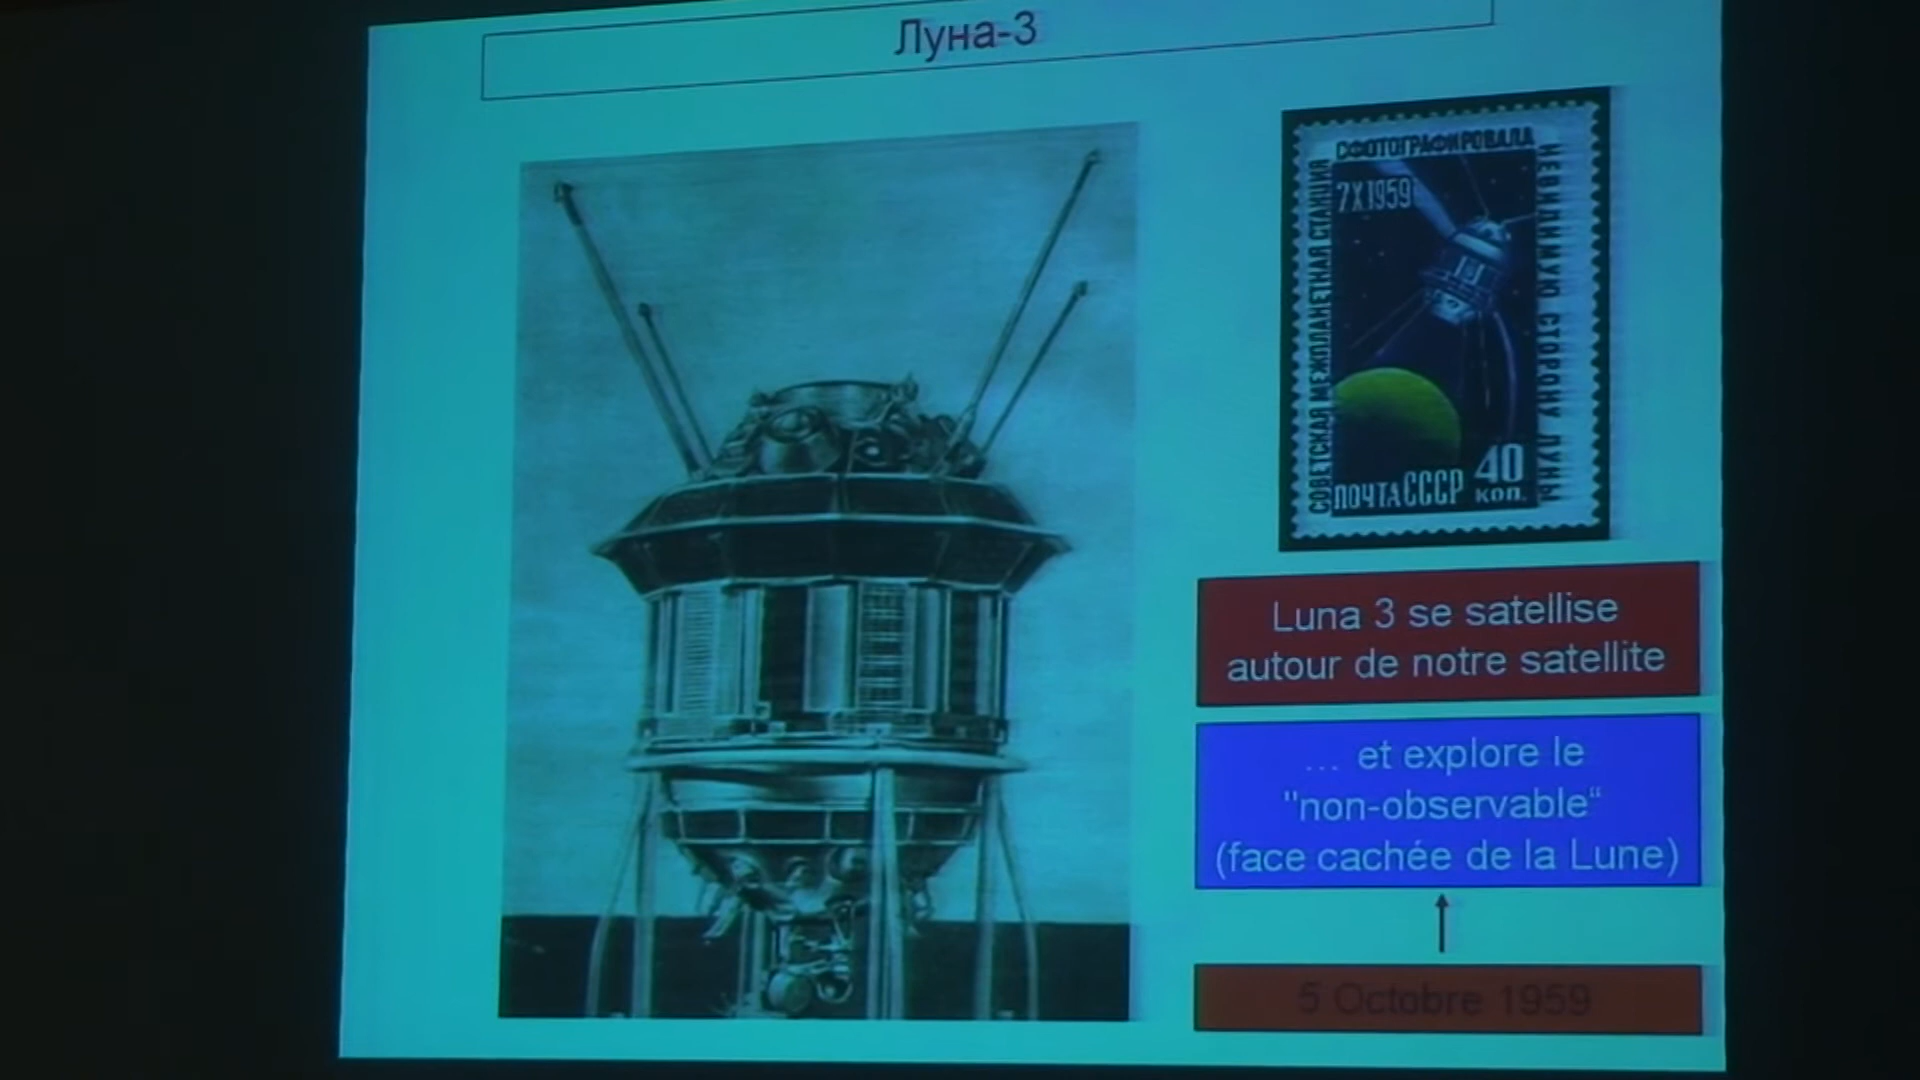 Луна-3
СФОТОГРАФИРОВАЛА
7 X 1959
СОВЕТСКАЯ МЕЖПЛАНЕТНАЯ СТАНЦИЯ
НЕВИДИМУЮ СТОРОНУ ЛУНЫ
40
ПОЧТА СССР коп.
Luna 3 se satellise
autour de notre satellite
... et explore le
"non-observable“
(face cachée de la Lune)
5 Octobre 1959